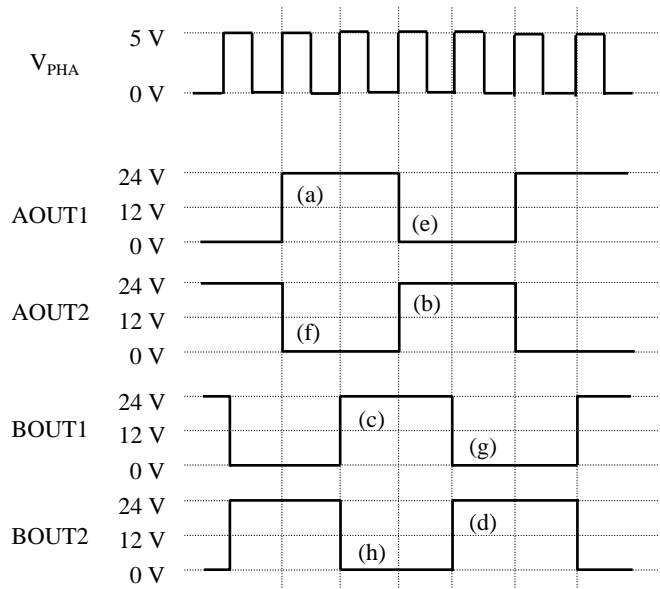 5 V
V_PHA
0 V
24 V
(a)
AOUT1
12 V
(e)
0 V
24 V
(b)
AOUT2
12 V
(f)
0 V
24 V
(c)
BOUT1
12 V
(g)
0 V
24 V
(d)
BOUT2
12 V
(h)
0 V